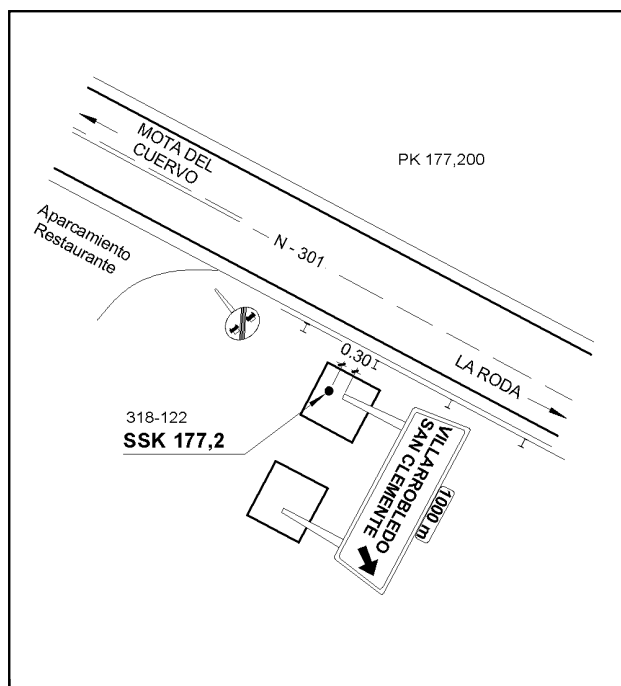 MOTA DEL
CUERVO
PK 177,200
N - 301
Aparcamiento
Restaurante
0.30
LA RODA
318-122
SSK 177,2
VILLARROBLEDO
SAN CLEMENTE
1000 m